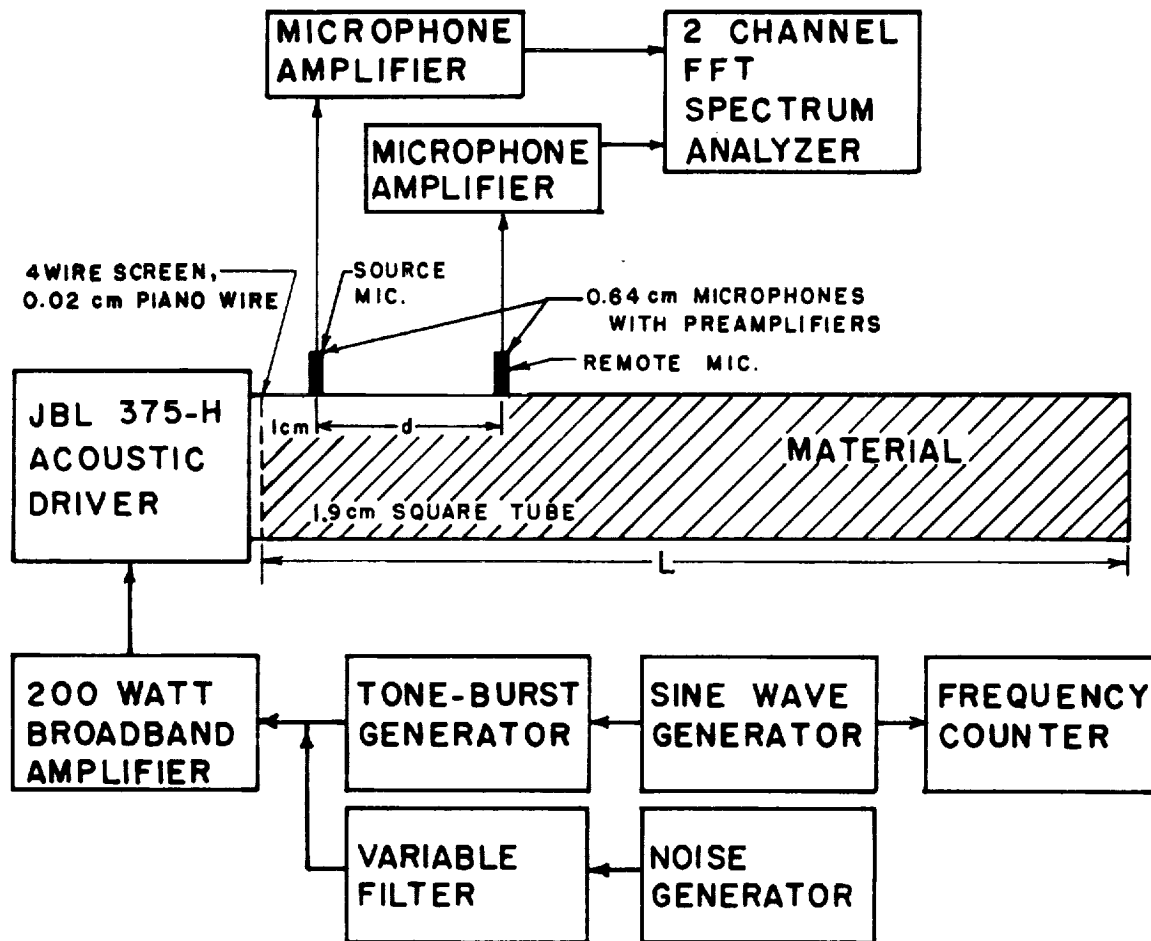 MICROPHONE
AMPLIFIER
2 CHANNEL
FFT
SPECTRUM
ANALYZER
MICROPHONE
AMPLIFIER
4 WIRE SCREEN,
0.02 cm PIANO WIRE
SOURCE
MIC.
0.64 cm MICROPHONES
WITH PREAMPLIFIERS
REMOTE MIC.
JBL 375-H
ACOUSTIC
DRIVER
1cm
d
MATERIAL
1.9cm SQUARE TUBE
L
200 WATT
BROADBAND
AMPLIFIER
TONE-BURST
GENERATOR
SINE WAVE
GENERATOR
FREQUENCY
COUNTER
VARIABLE
FILTER
NOISE
GENERATOR